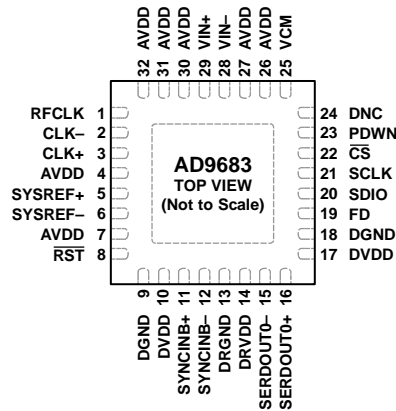 32 AVDD
31 AVDD
30 AVDD
29 VIN+
28 VIN–
27 AVDD
26 AVDD
25 VCM
RFCLK 1
CLK– 2
CLK+ 3
AVDD 4
SYSREF+ 5
SYSREF– 6
AVDD 7
RST 8
AD9683
TOP VIEW
(Not to Scale)
24 DNC
23 PDWN
22 CS
21 SCLK
20 SDIO
19 FD
18 DGND
17 DVDD
DGND 9
DVDD 10
SYNCINB+ 11
SYNCINB– 12
DRGND 13
DRVDD 14
SERDOUT0– 15
SERDOUT0+ 16